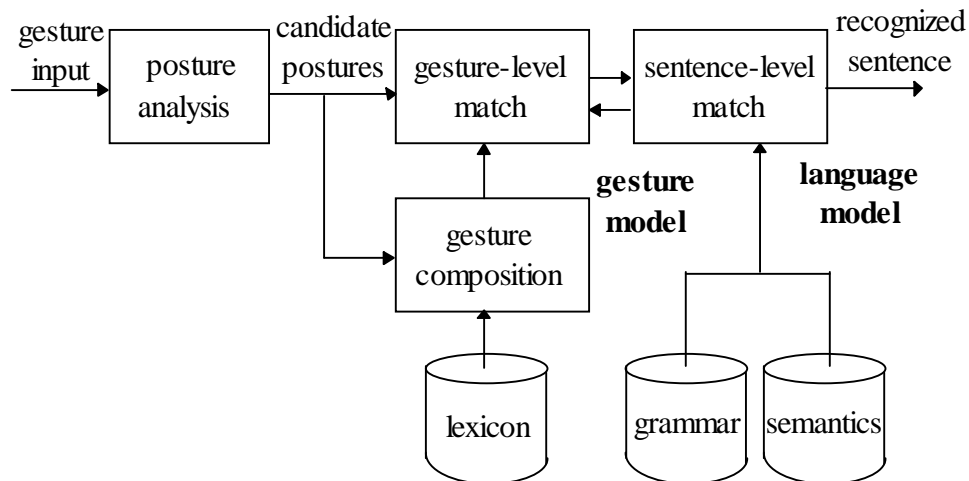 gesture
input
posture
analysis
candidate
postures
gesture-level
match
sentence-level
match
recognized
sentence
gesture
model
language
model
gesture
composition
lexicon
grammar
semantics